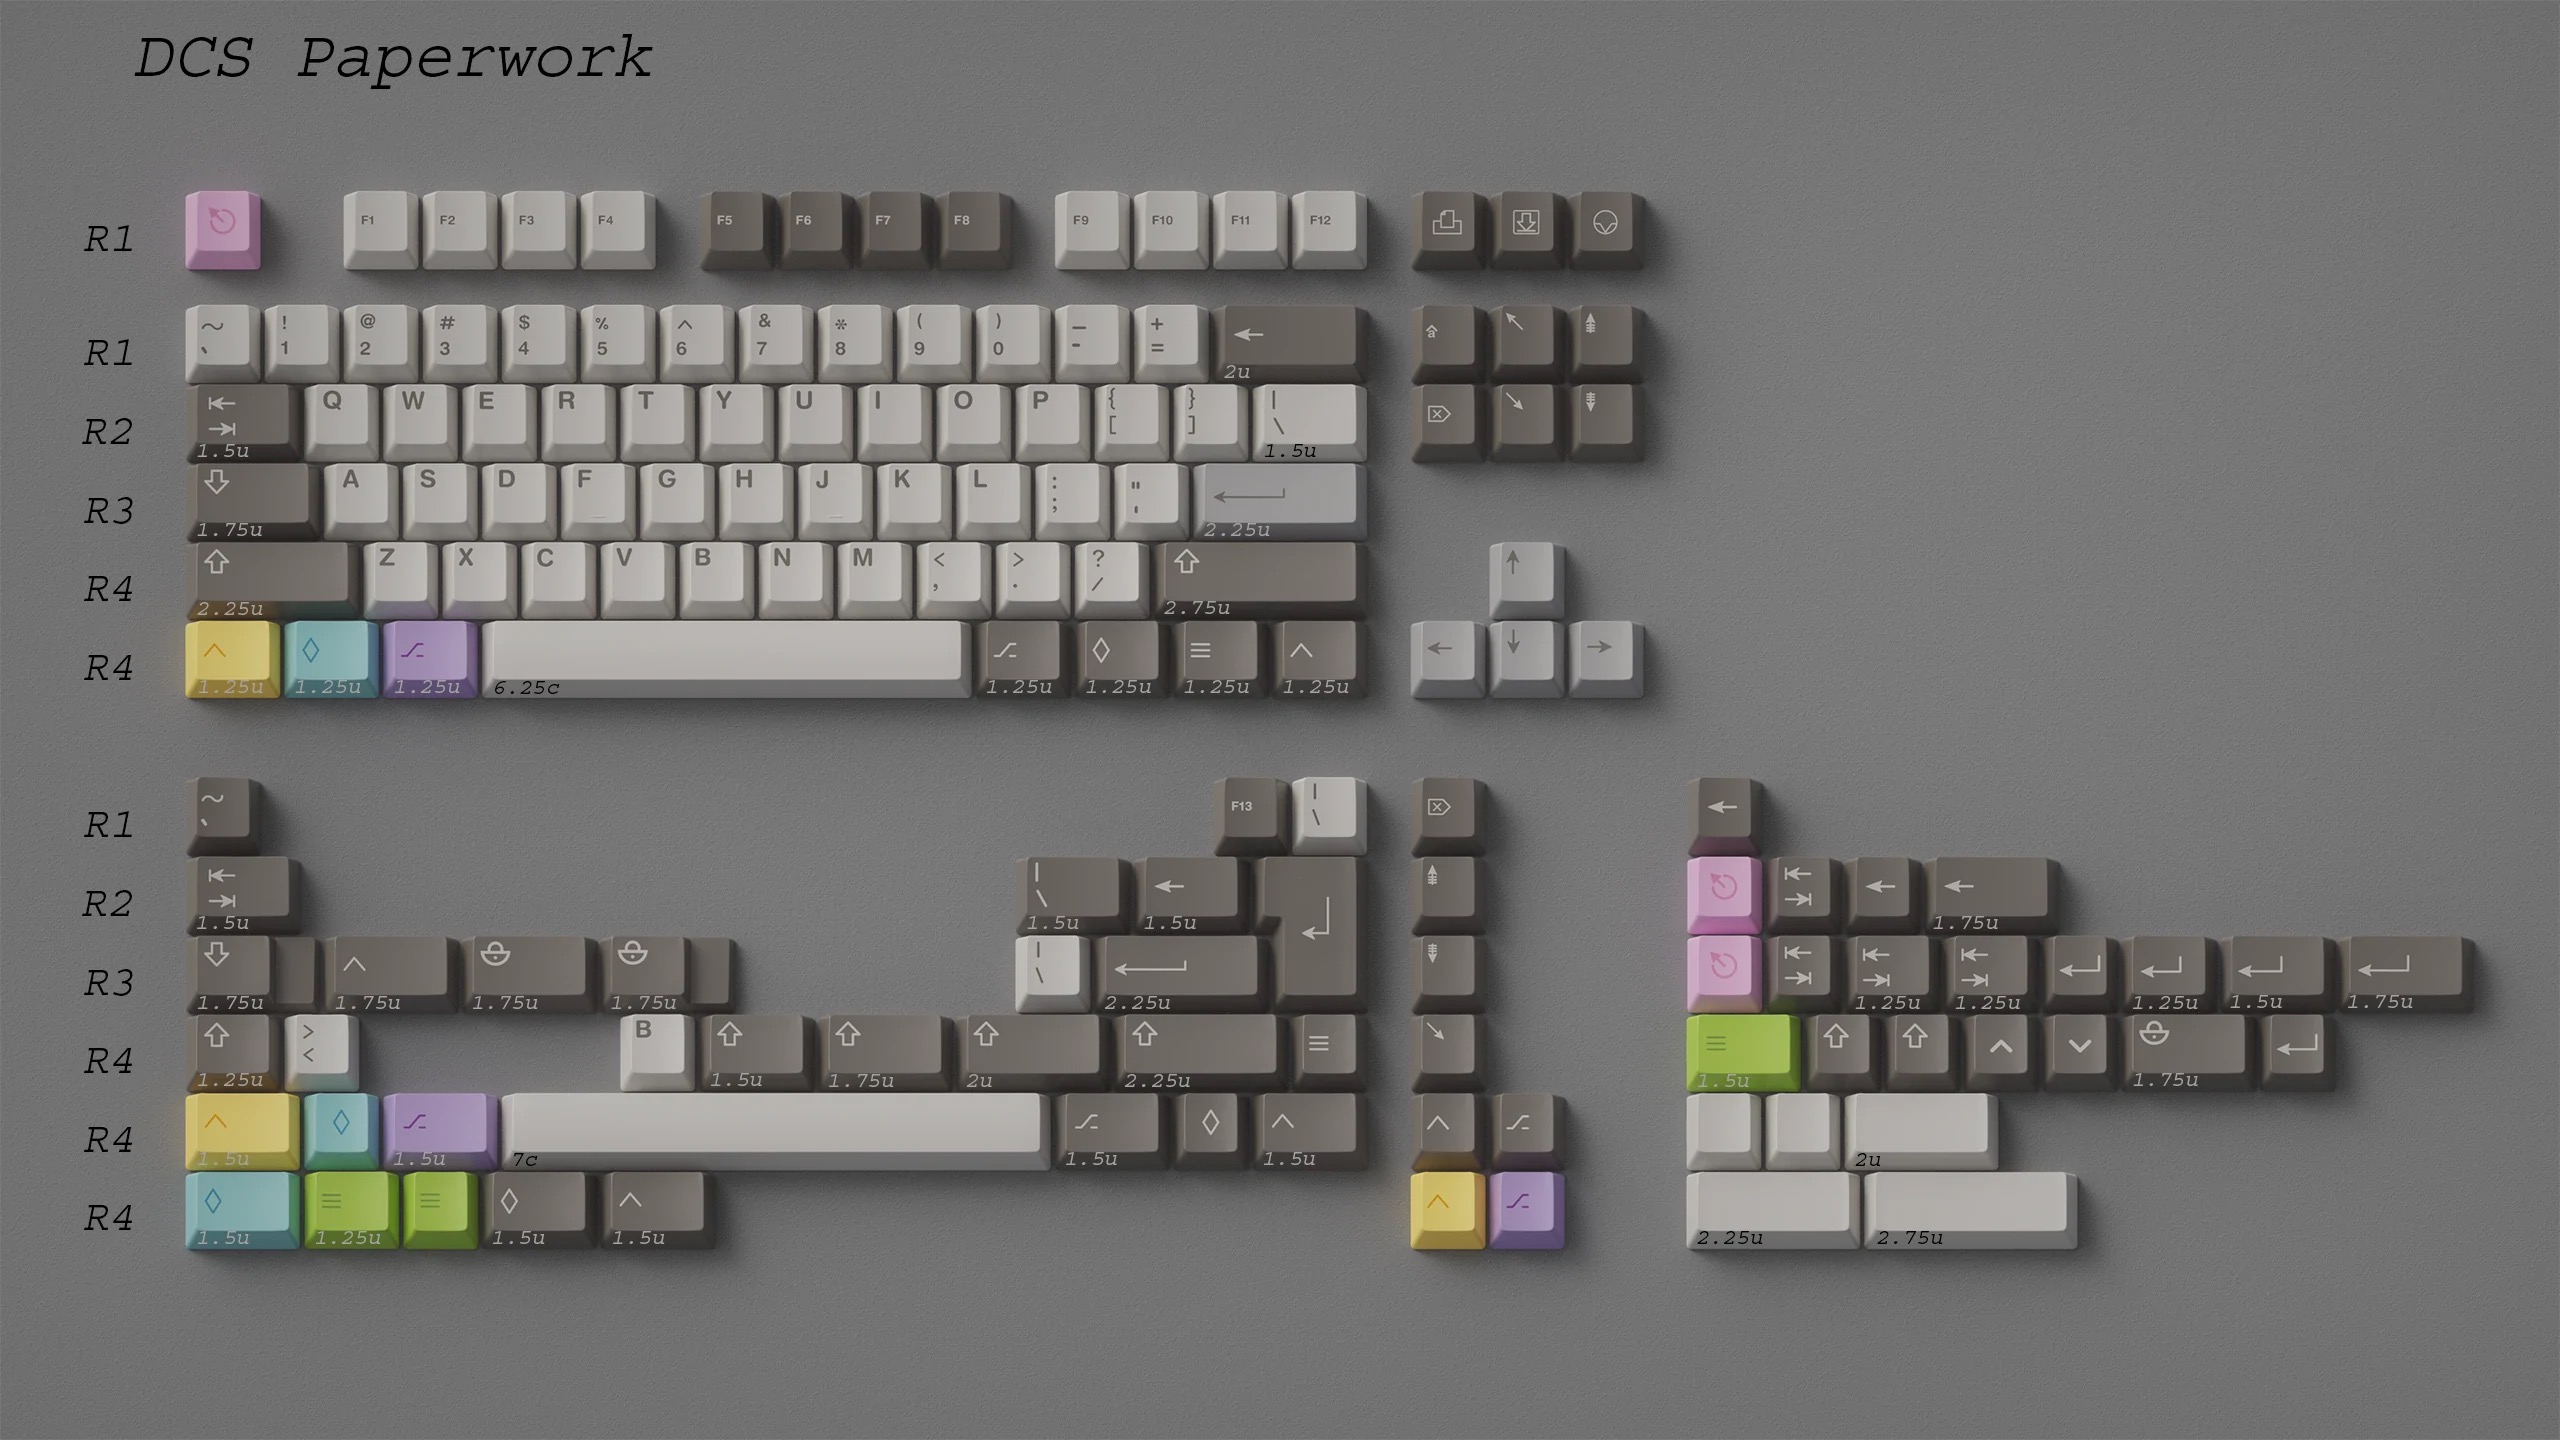 DCS Paperwork
R1 F1 F2 F3 F4 F5 F6 F7 F8 F9 F10 F11 F12
~ ! @ # $ % ^ & * ( ) _ +
R1 ` 1 2 3 4 5 6 7 8 9 0 - = 2u
Q W E R T Y U I O P { } |
R2 1.5u [ ] \ 1.5u
A S D F G H J K L : "
R3 1.75u ; ' 2.25u
Z X C V B N M < > ?
R4 2.25u , . / 2.75u
R4 1.25u 1.25u 1.25u 6.25c 1.25u 1.25u 1.25u 1.25u
~ F13 |
R1 ` \
|
R2 1.5u \ 1.5u 1.5u 1.75u
|
R3 1.75u 1.75u 1.75u 1.75u \ 2.25u 1.25u 1.25u 1.25u 1.5u 1.75u
> B
R4 1.25u < 1.5u 1.75u 2u 2.25u 1.5u 1.75u
R4 1.5u 1.5u 7c 1.5u 1.5u 2u
R4 1.5u 1.25u 1.5u 1.5u 2.25u 2.75u